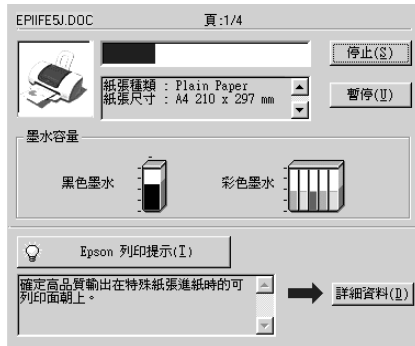 EPIIFE5J.DOC 頁:1/4
停止(S)
紙張種類 : Plain Paper
紙張尺寸 : A4 210 x 297 mm
暫停(U)
墨水容量
黑色墨水 彩色墨水
Epson 列印提示(I)
確定高品質輸出在特殊紙張進紙時的可
列印面朝上。
詳細資料(D)